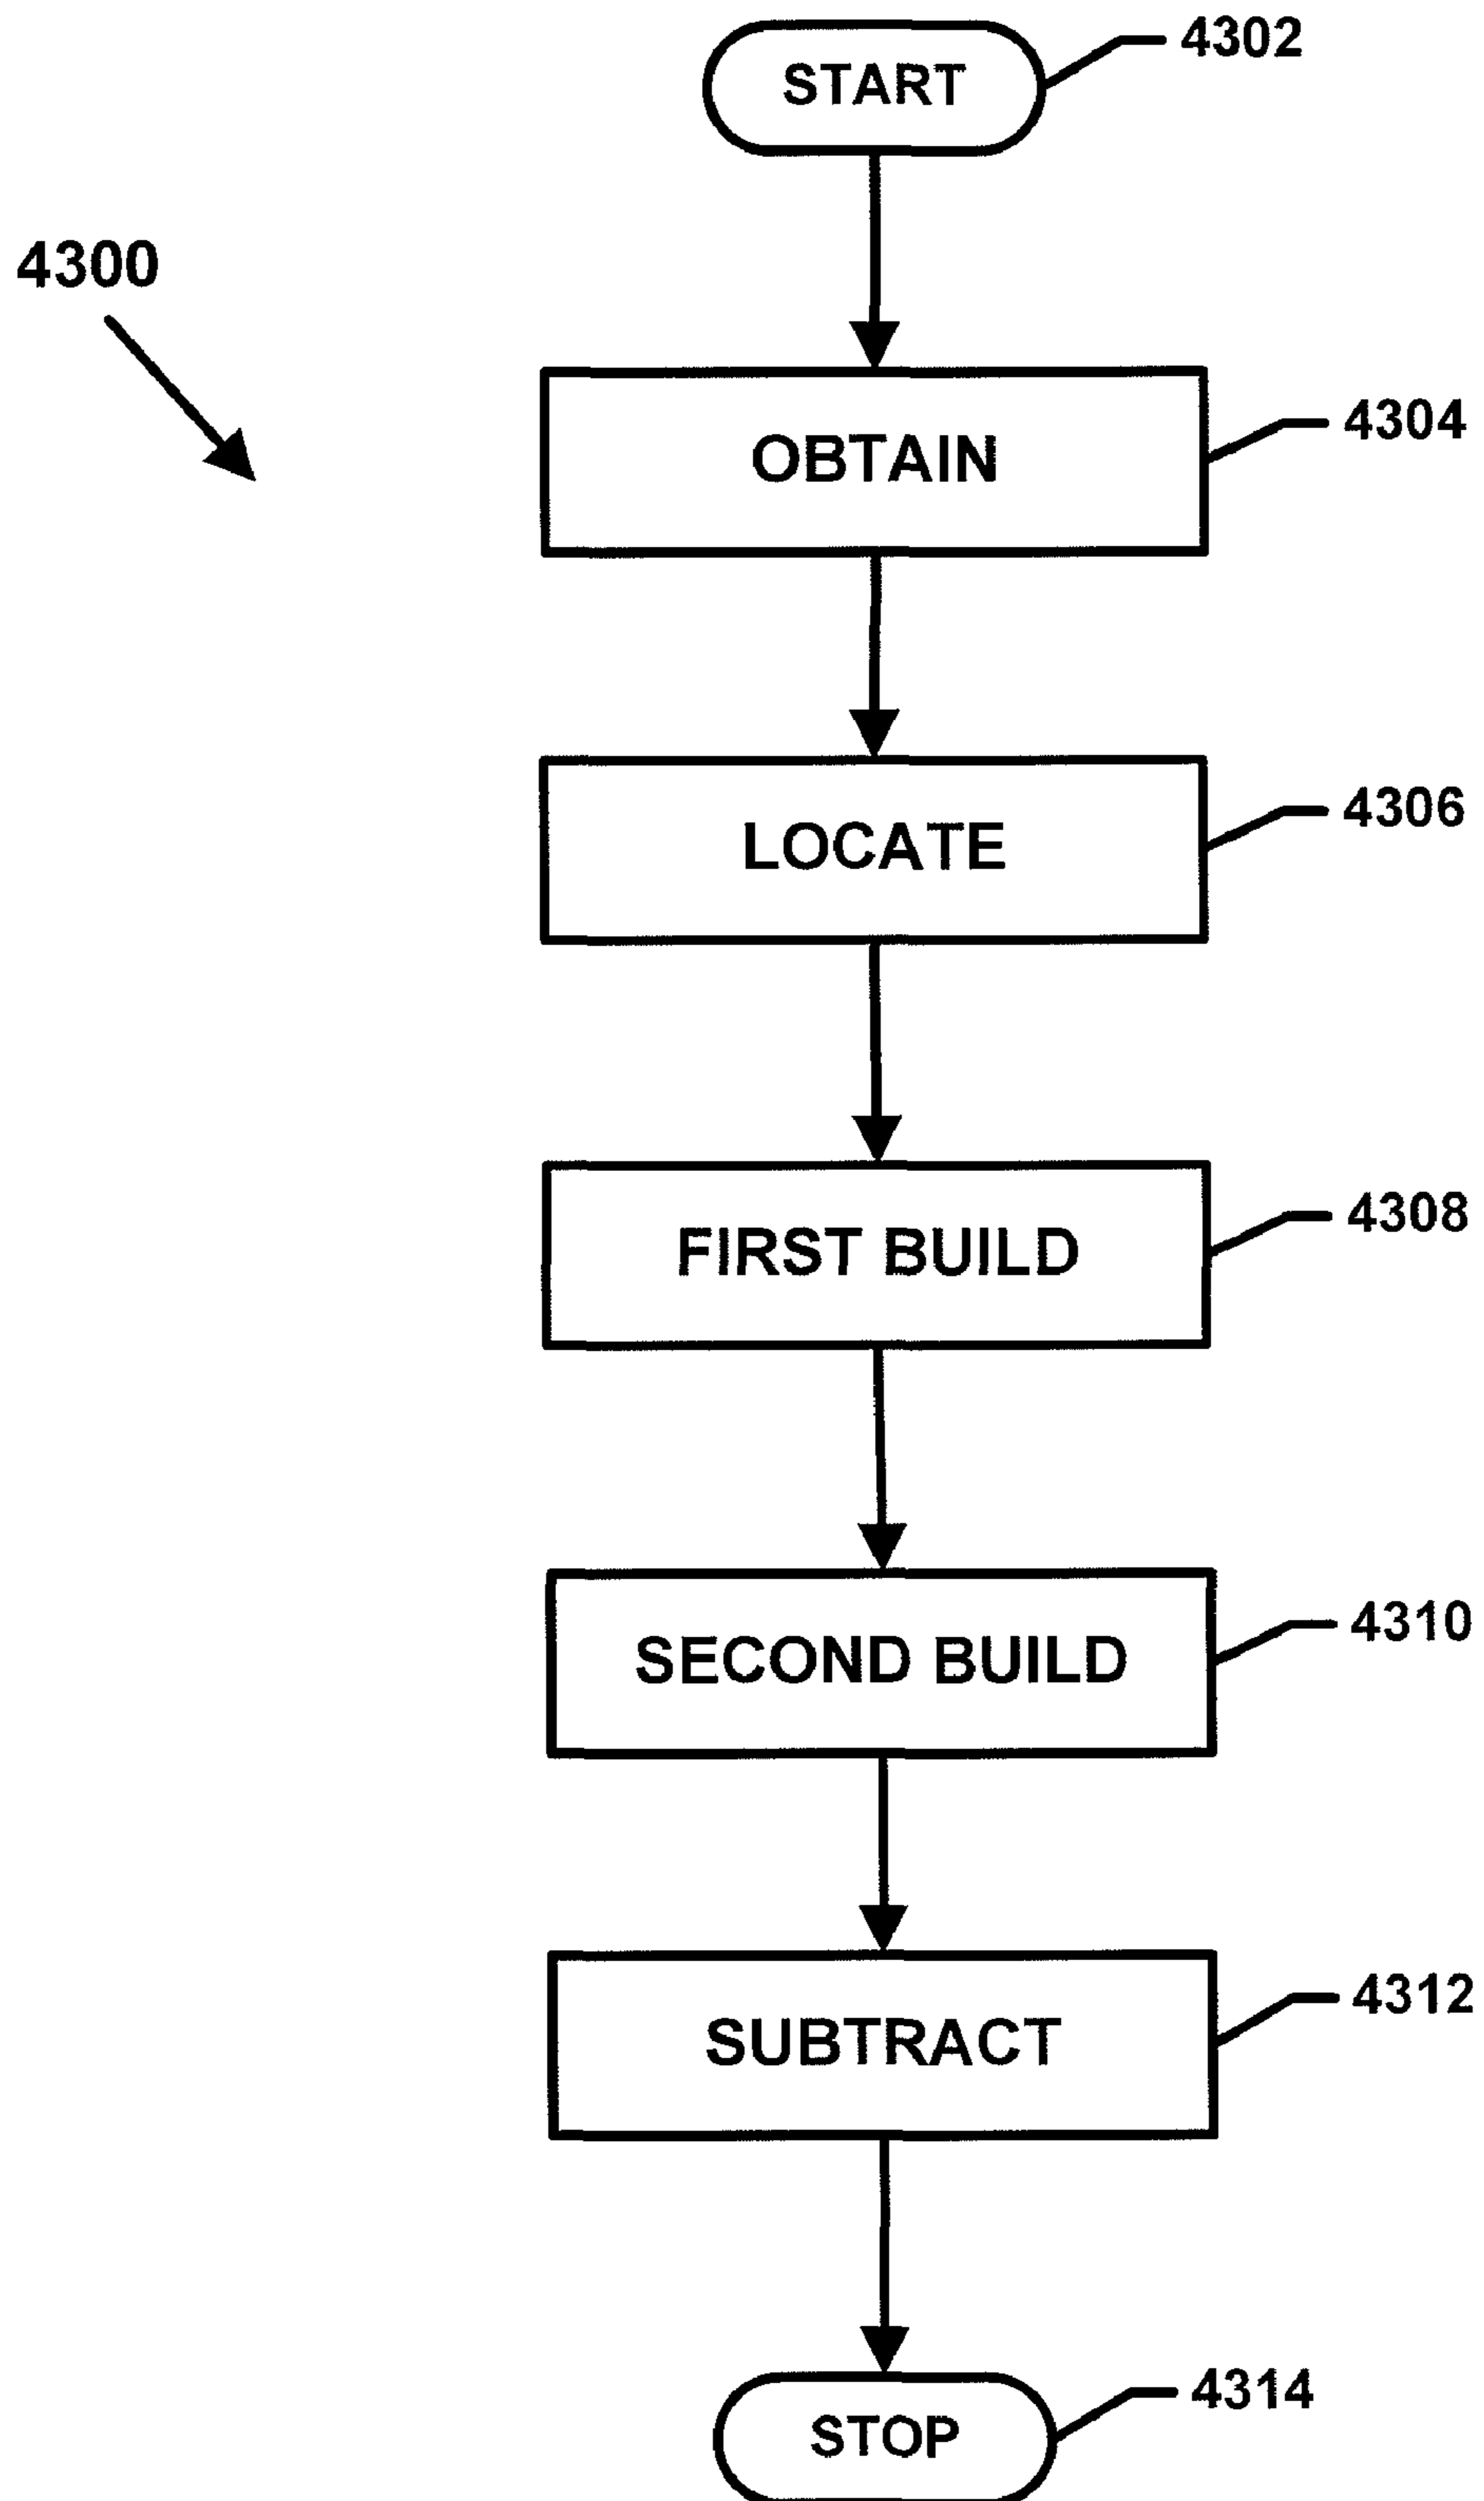 4302
START
4300
4304
OBTAIN
4306
LOCATE
4308
FIRST BUILD
4310
SECOND BUILD
4312
SUBTRACT
4314
STOP